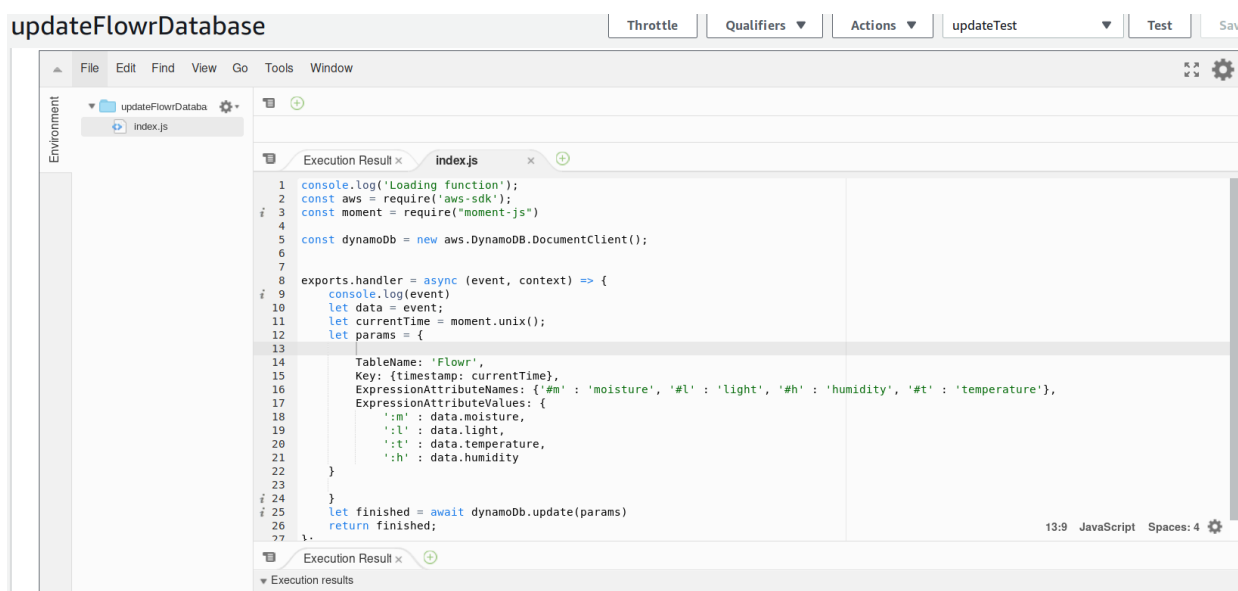 updateFlowrDatabase Throttle Qualifiers Actions updateTest Test Sav
File Edit Find View Go Tools Window
Environment
updateFlowrDataba
index.js
Execution Result × index.js ×
1 console.log('Loading function');
2 const aws = require('aws-sdk');
3 const moment = require("moment-js")
4
5 const dynamoDb = new aws.DynamoDB.DocumentClient();
6
7
8 exports.handler = async (event, context) => {
9     console.log(event)
10     let data = event;
11     let currentTime = moment.unix();
12     let params = {
13
14         TableName: 'Flowr',
15         Key: {timestamp: currentTime},
16         ExpressionAttributeNames: {'#m' : 'moisture', '#l' : 'light', '#h' : 'humidity', '#t' : 'temperature'},
17         ExpressionAttributeValues: {
18             ':m' : data.moisture,
19             ':l' : data.light,
20             ':t' : data.temperature,
21             ':h' : data.humidity
22     }
23
24     }
25     let finished = await dynamoDb.update(params)
26     return finished;
27 };
13:9 JavaScript Spaces: 4
Execution Result ×
Execution results